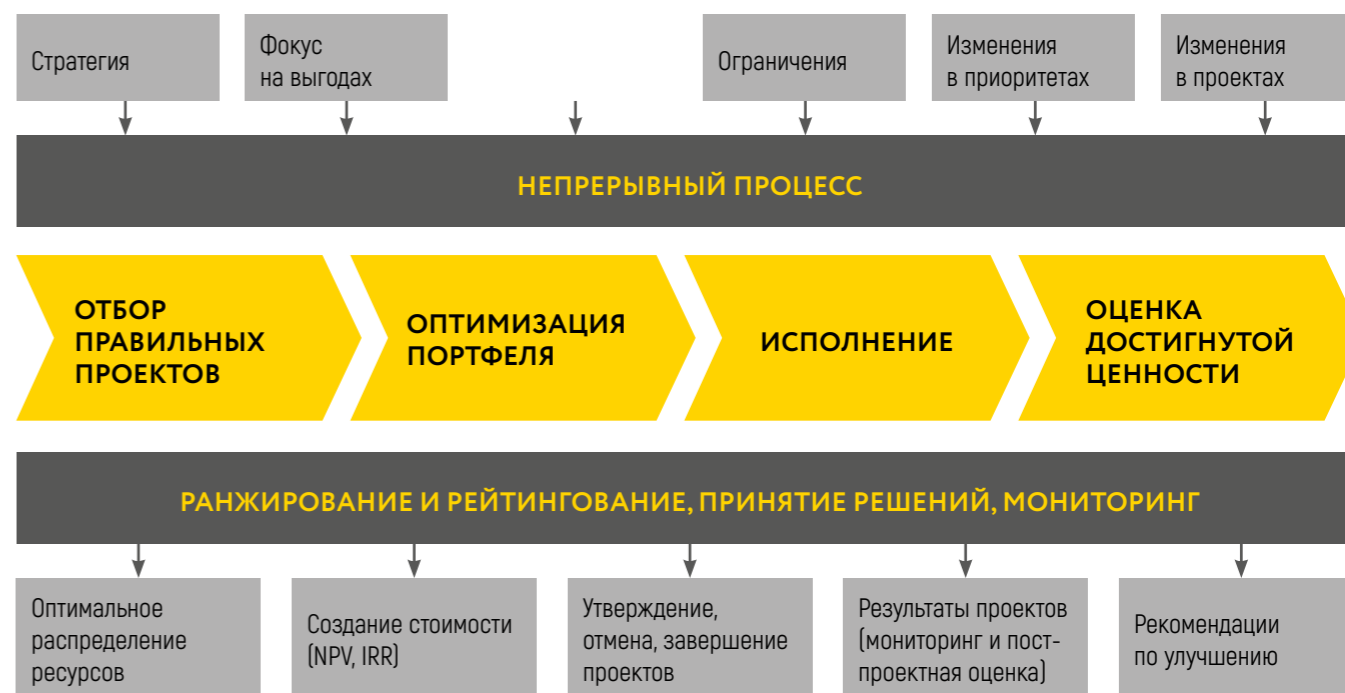 Стратегия
Фокус
на выгодах
Ограничения
Изменения
в приоритетах
Изменения
в проектах
НЕПРЕРЫВНЫЙ ПРОЦЕСС
ОТБОР
ПРАВИЛЬНЫХ
ПРОЕКТОВ
ОПТИМИЗАЦИЯ
ПОРТФЕЛЯ
ИСПОЛНЕНИЕ
ОЦЕНКА
ДОСТИГНУТОЙ
ЦЕННОСТИ
РАНЖИРОВАНИЕ И РЕЙТИНГОВАНИЕ, ПРИНЯТИЕ РЕШЕНИЙ, МОНИТОРИНГ
Оптимальное
распределение
ресурсов
Создание стоимости
(NPV, IRR)
Утверждение,
отмена, завершение
проектов
Результаты проектов
(мониторинг и пост-
проектная оценка)
Рекомендации
по улучшению